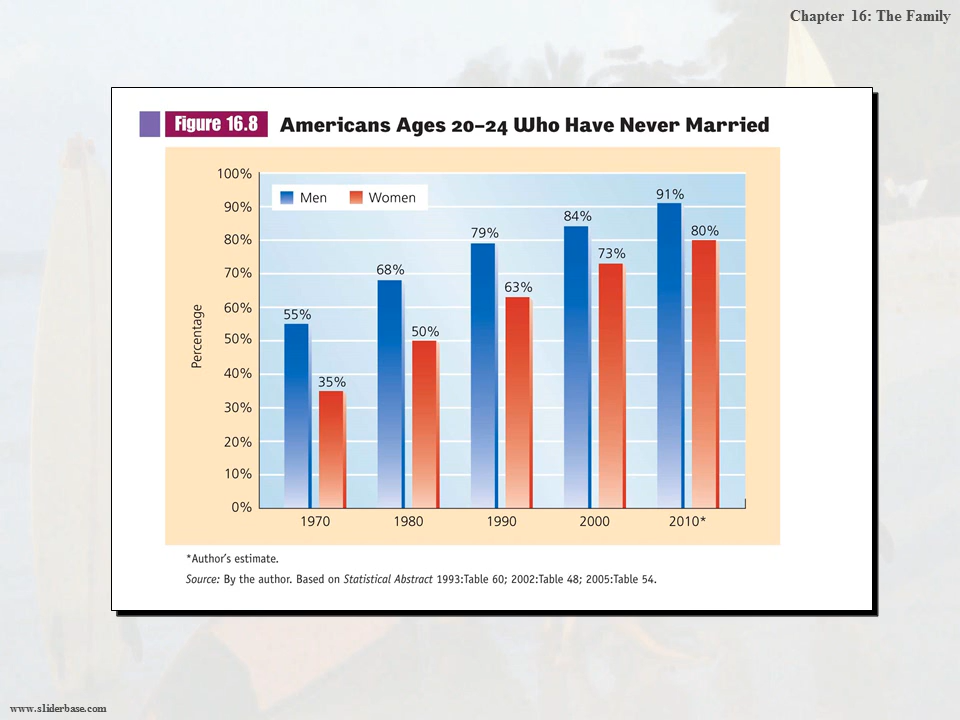 Chapter 16: The Family
Figure 16.8 Americans Ages 20–24 Who Have Never Married
100%
90%
80%
70%
60%
50%
40%
30%
20%
10%
0%
Percentage
Men Women
55%
35%
68%
50%
79%
63%
84%
73%
91%
80%
1970 1980 1990 2000 2010*
*Author's estimate.
Source: By the author. Based on Statistical Abstract 1993:Table 60; 2002:Table 48; 2005:Table 54.
www.sliderbase.com